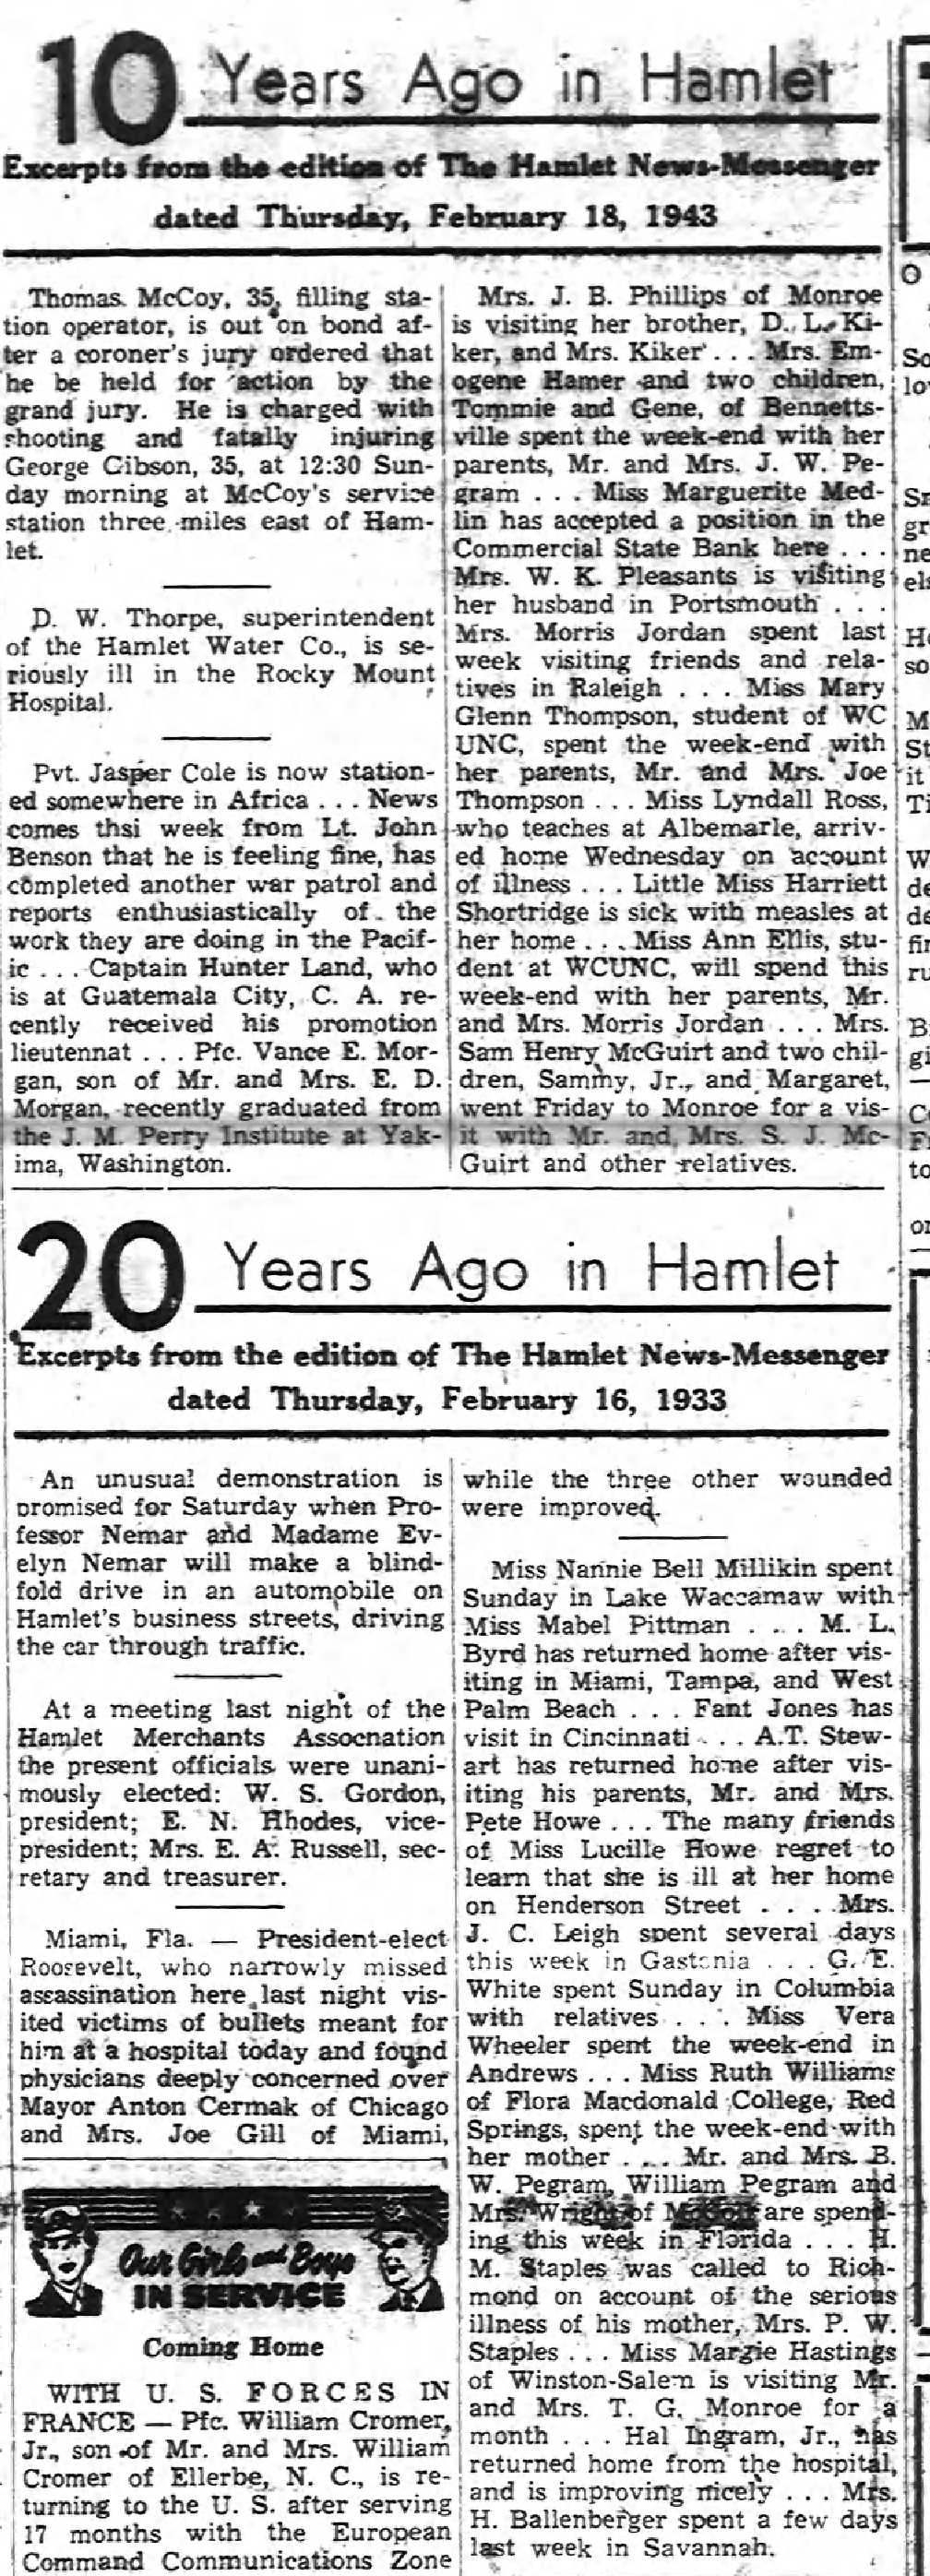 10 Years Ago in Hamlet
Excerpts from the edition of The Hamlet News-Messenger
dated Thursday, February 18, 1943
Thomas McCoy, 35, filling sta-
tion operator, is out on bond af-
ter a coroner's jury ordered that
he be held for action by the
grand jury. He is charged with
shooting and fatally injuring
George Gibson, 35, at 12:30 Sun-
day morning at McCoy's service
station three miles east of Ham-
let.
D. W. Thorpe, superintendent
of the Hamlet Water Co., is se-
riously ill in the Rocky Mount
Hospital.
Pvt. Jasper Cole is now station-
ed somewhere in Africa . . . News
comes thsi week from Lt. John
Benson that he is feeling fine, has
completed another war patrol and
reports enthusiastically of the
work they are doing in the Pacif-
ic . . . Captain Hunter Land, who
is at Guatemala City, C. A. re-
cently received his promotion
lieutennat . . . Pfc. Vance E. Mor-
gan, son of Mr. and Mrs. E. D.
Morgan, recently graduated from
the J. M. Perry Institute at Yak-
ima, Washington.
Mrs. J. B. Phillips of Monroe
is visiting her brother, D. L. Ki-
ker, and Mrs. Kiker . . . Mrs. Em-
ogene Hamer and two children,
Tommie and Gene, of Bennetts-
ville spent the week-end with her
parents, Mr. and Mrs. J. W. Pe-
gram . . . Miss Marguerite Med-
lin has accepted a position in the
Commercial State Bank here . . .
Mrs. W. K. Pleasants is visiting
her husband in Portsmouth . . .
Mrs. Morris Jordan spent last
week visiting friends and rela-
tives in Raleigh . . . Miss Mary
Glenn Thompson, student of WC
UNC, spent the week-end with
her parents, Mr. and Mrs. Joe
Thompson . . . Miss Lyndall Ross,
who teaches at Albemarle, arriv-
ed home Wednesday on account
of illness . . . Little Miss Harriett
Shortridge is sick with measles at
her home . . . Miss Ann Ellis, stu-
dent at WCUNC, will spend this
week-end with her parents, Mr.
and Mrs. Morris Jordan . . . Mrs.
Sam Henry McGuirt and two chil-
dren, Sammy, Jr., and Margaret,
went Friday to Monroe for a vis-
it with Mr. and Mrs. S. J. Mc-
Guirt and other relatives.
20 Years Ago in Hamlet
Excerpts from the edition of The Hamlet News-Messenger
dated Thursday, February 16, 1933
An unusual demonstration is
promised for Saturday when Pro-
fessor Nemar and Madame Ev-
elyn Nemar will make a blind-
fold drive in an automobile on
Hamlet's business streets, driving
the car through traffic.
At a meeting last night of the
Hamlet Merchants Assocnation
the present officials were unani-
mously elected: W. S. Gordon,
president; E. N. Rhodes, vice-
president; Mrs. E. A. Russell, sec-
retary and treasurer.
Miami, Fla. — President-elect
Roosevelt, who narrowly missed
assassination here last night vis-
ited victims of bullets meant for
him at a hospital today and found
physicians deeply concerned over
Mayor Anton Cermak of Chicago
and Mrs. Joe Gill of Miami,
while the three other wounded
were improved.
Miss Nannie Bell Millikin spent
Sunday in Lake Waccamaw with
Miss Mabel Pittman . . . M. L.
Byrd has returned home after vis-
iting in Miami, Tampa, and West
Palm Beach . . . Fant Jones has
visit in Cincinnati . . . A.T. Stew-
art has returned home after vis-
iting his parents, Mr. and Mrs.
Pete Howe . . . The many friends
of Miss Lucille Howe regret to
learn that she is ill at her home
on Henderson Street . . . . Mrs.
J. C. Leigh spent several days
this week in Gastonia . . . G. E.
White spent Sunday in Columbia
with relatives . . . Miss Vera
Wheeler spent the week-end in
Andrews . . . Miss Ruth Williams
of Flora Macdonald College, Red
Springs, spent the week-end with
her mother . . . Mr. and Mrs. B.
W. Pegram, William Pegram and
Mrs. Wright of are spend-
ing this week in Florida . . . H.
M. Staples was called to Rich-
mond on account of the serious
illness of his mother, Mrs. P. W.
Staples . . . Miss Margie Hastings
of Winston-Salem is visiting Mr.
and Mrs. T. G. Monroe for a
month . . . Hal Ingram, Jr., has
returned home from the hospital,
and is improving nicely . . . Mrs.
H. Ballenberger spent a few days
last week in Savannah.
Our Girls and Boys
IN SERVICE
Coming Home
WITH U. S. FORCES IN
FRANCE — Pfc. William Cromer,
Jr., son of Mr. and Mrs. William
Cromer of Ellerbe, N. C., is re-
turning to the U. S. after serving
17 months with the European
Command Communications Zone